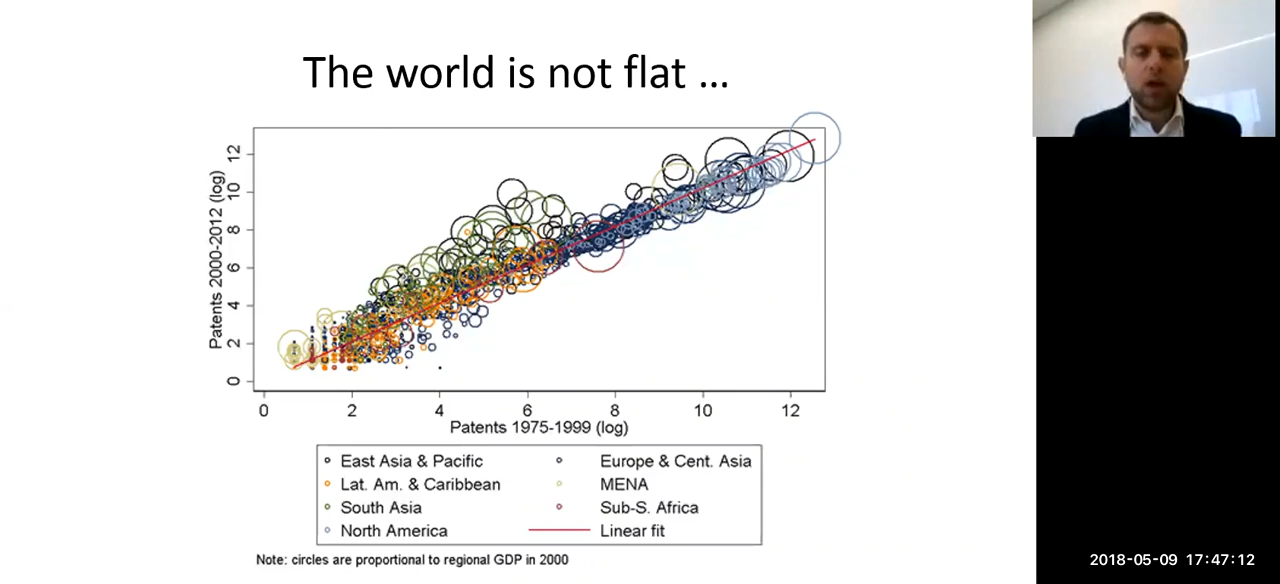 The world is not flat ...
Patents 2000-2012 (log)
12
10
8
6
4
2
0
0 2 4 6 8 10 12
Patents 1975-1999 (log)
East Asia & Pacific Europe & Cent. Asia
Lat. Am. & Caribbean MENA
South Asia Sub-S. Africa
North America Linear fit
Note: circles are proportional to regional GDP in 2000
2018-05-09 17:47:12